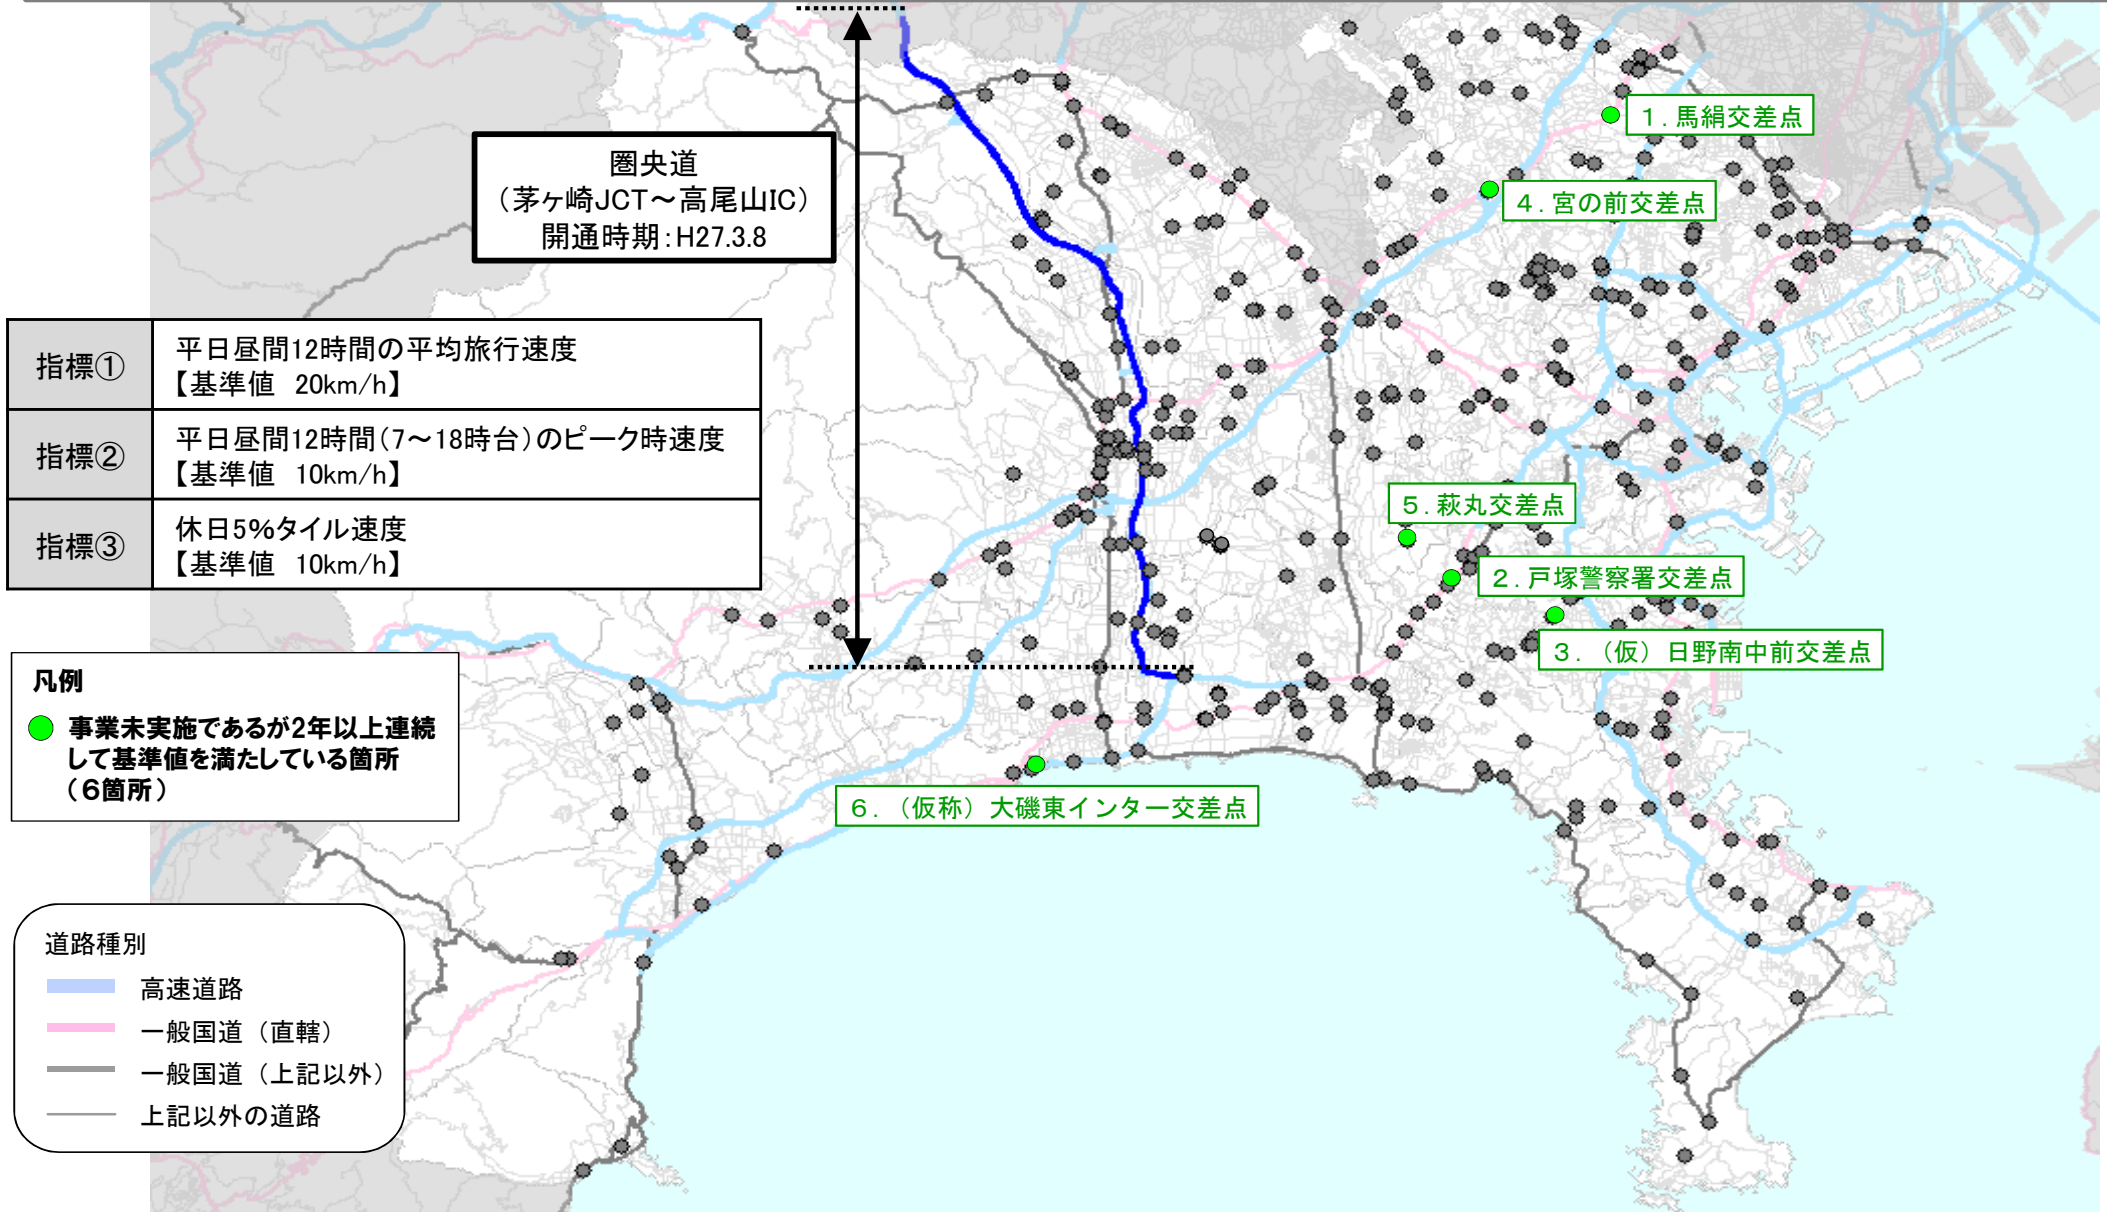 圏央道
（茅ヶ崎JCT～高尾山IC）
開通時期：H27.3.8
1．馬絹交差点
4．宮の前交差点
指標①
平日昼間12時間の平均旅行速度
【基準値　20km/h】
指標②
平日昼間12時間（7～18時台）のピーク時速度
【基準値　10km/h】
指標③
休日5%タイル速度
【基準値　10km/h】
5．萩丸交差点
2．戸塚警察署交差点
3．（仮）日野南中前交差点
6．（仮称）大磯東インター交差点
凡例
事業未実施であるが2年以上連続
して基準値を満たしている箇所
（6箇所）
道路種別
高速道路
一般国道（直轄）
一般国道（上記以外）
上記以外の道路